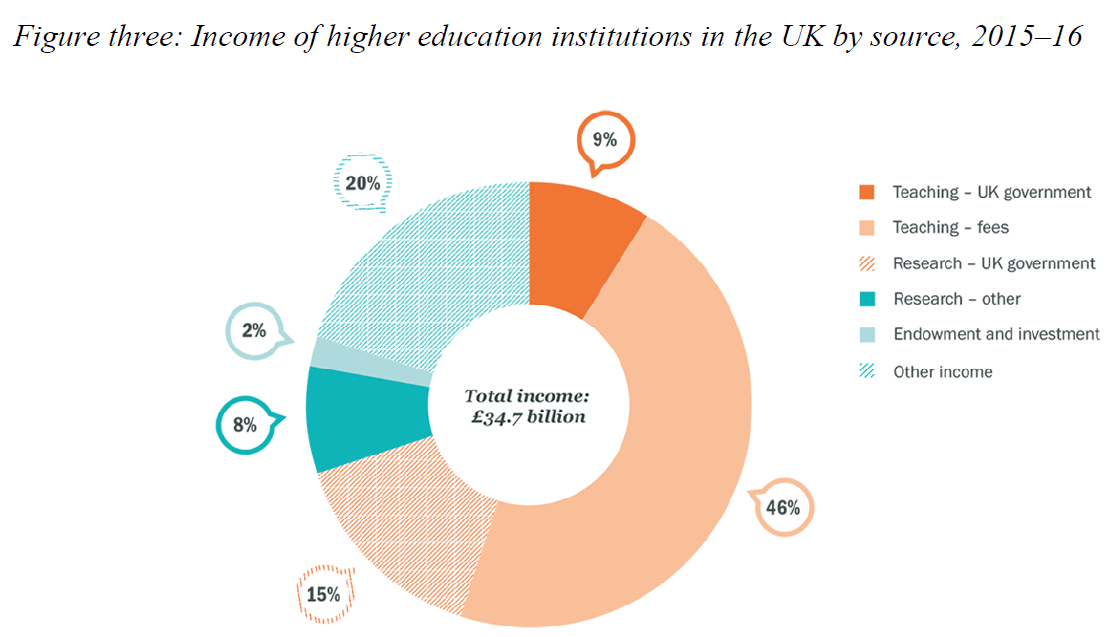 Figure three: Income of higher education institutions in the UK by source, 2015–16
9%
20%
Teaching – UK government
Teaching – fees
Research – UK government
Research – other
Endowment and investment
Other income
2%
Total income:
£34.7 billion
8%
46%
15%